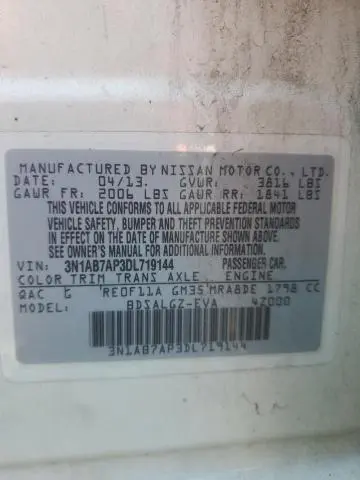 MANUFACTURED BY NISSAN MOTOR CO., LTD.
DATE: 04/13 GVWR: 3816 LBS
GAWR FR: 2006 LBS GAWR RR: 1841 LBS
THIS VEHICLE CONFORMS TO ALL APPLICABLE FEDERAL MOTOR
VEHICLE SAFETY, BUMPER AND THEFT PREVENTION STANDARDS
IN EFFECT ON THE DATE OF MANUFACTURE SHOWN ABOVE.
SEE OWNER'S MANUAL FOR ADDITIONAL INFORMATION.
VIN: 3N1AB7AP3DL719144 PASSENGER CAR
COLOR TRIM TRANS AXLE ENGINE
QAC G RE0F11A GM35 MRA8DE 1798 CC
BDSALGZ-EVA 4Z000
3N1AB7AP3DL719144